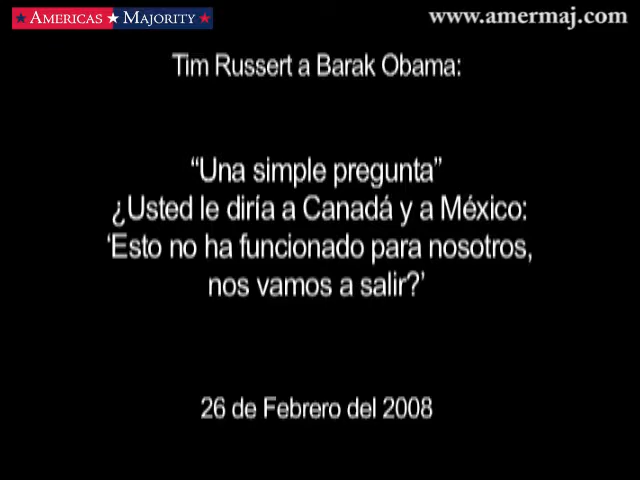 AMERICAS MAJORITY
www.amermaj.com
Tim Russert a Barak Obama:
“Una simple pregunta”
¿Usted le diría a Canadá y a México:
‘Esto no ha funcionado para nosotros,
nos vamos a salir?’
26 de Febrero del 2008